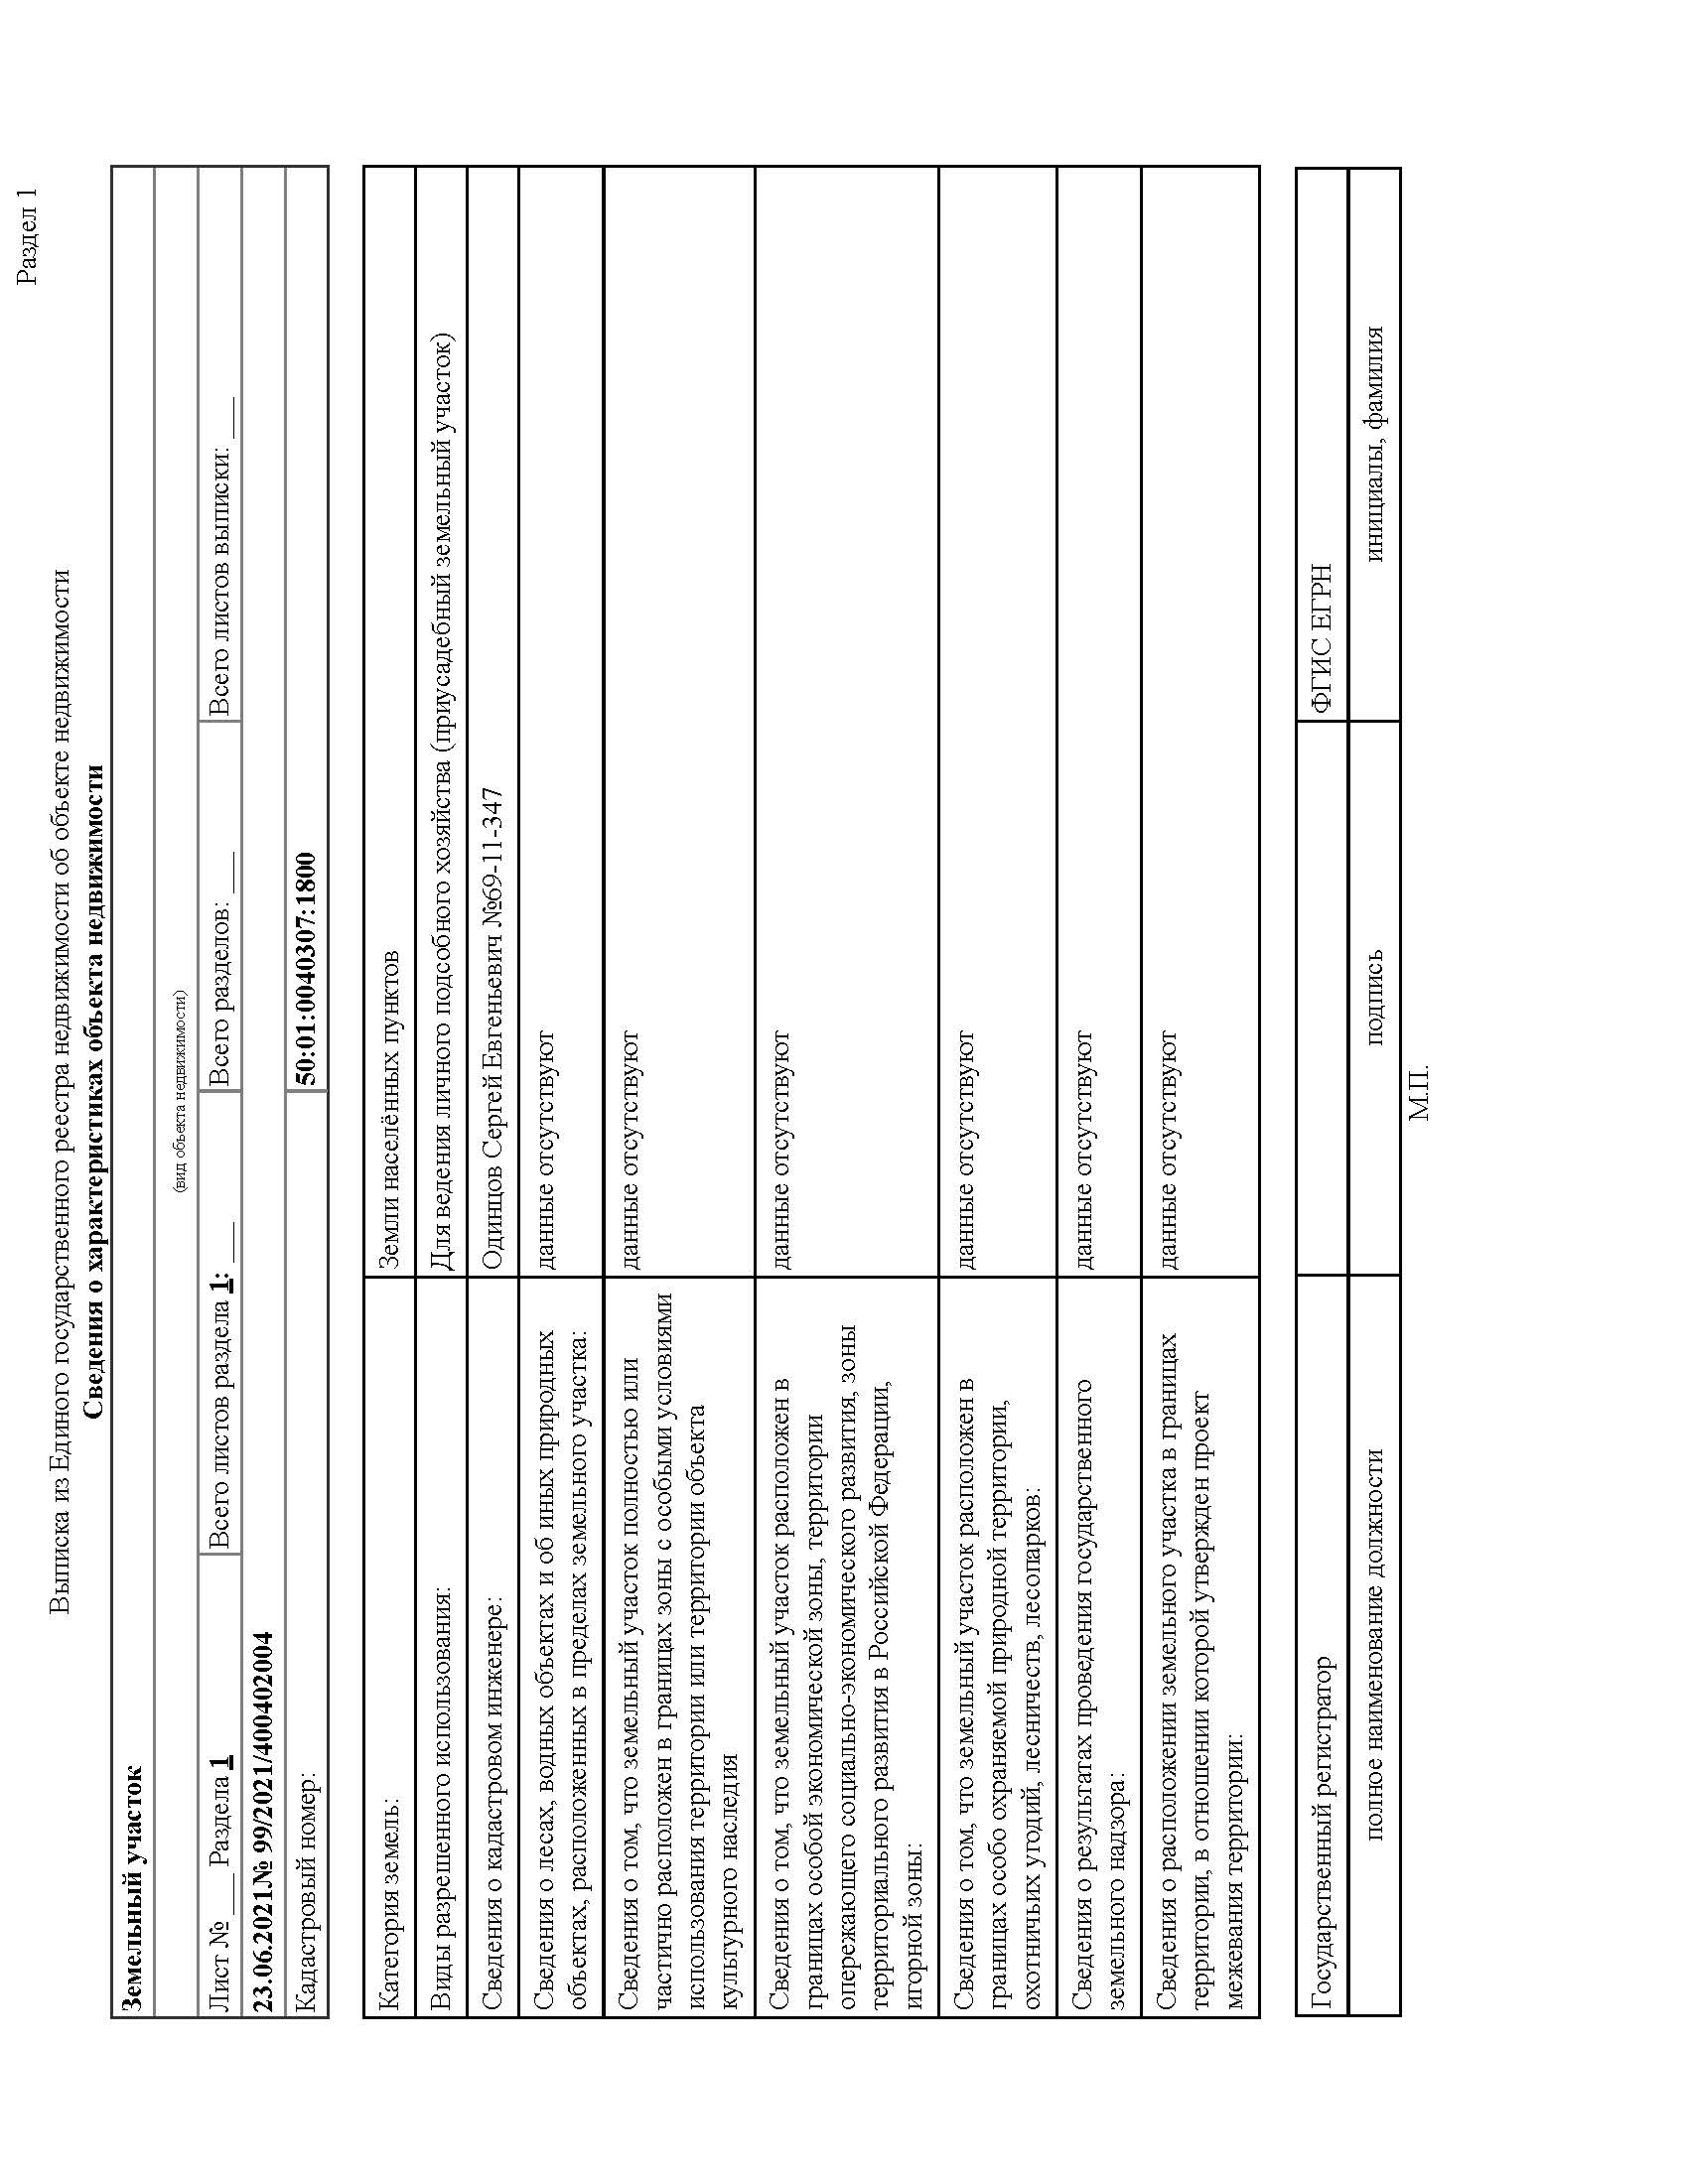 Раздел 1
Выписка из Единого государственного реестра недвижимости об объекте недвижимости
Сведения о характеристиках объекта недвижимости
Земельный участок
(вид объекта недвижимости)
Лист № ___ Раздела 1 Всего листов раздела 1: ___ Всего разделов: ___ Всего листов выписки: ___
23.06.2021№ 99/2021/400402004
Кадастровый номер: 50:01:0040307:1800
Категория земель: Земли населённых пунктов
Виды разрешенного использования: Для ведения личного подсобного хозяйства (приусадебный земельный участок)
Сведения о кадастровом инженере: Одинцов Сергей Евгеньевич №69-11-347
Сведения о лесах, водных объектах и об иных природных данные отсутствуют
объектах, расположенных в пределах земельного участка:
Сведения о том, что земельный участок полностью или данные отсутствуют
частично расположен в границах зоны с особыми условиями
использования территории или территории объекта
культурного наследия
Сведения о том, что земельный участок расположен в данные отсутствуют
границах особой экономической зоны, территории
опережающего социально-экономического развития, зоны
территориального развития в Российской Федерации,
игорной зоны:
Сведения о том, что земельный участок расположен в данные отсутствуют
границах особо охраняемой природной территории,
охотничьих угодий, лесничеств, лесопарков:
Сведения о результатах проведения государственного данные отсутствуют
земельного надзора:
Сведения о расположении земельного участка в границах данные отсутствуют
территории, в отношении которой утвержден проект
межевания территории:
Государственный регистратор ФГИС ЕГРН
полное наименование должности подпись инициалы, фамилия
М.П.